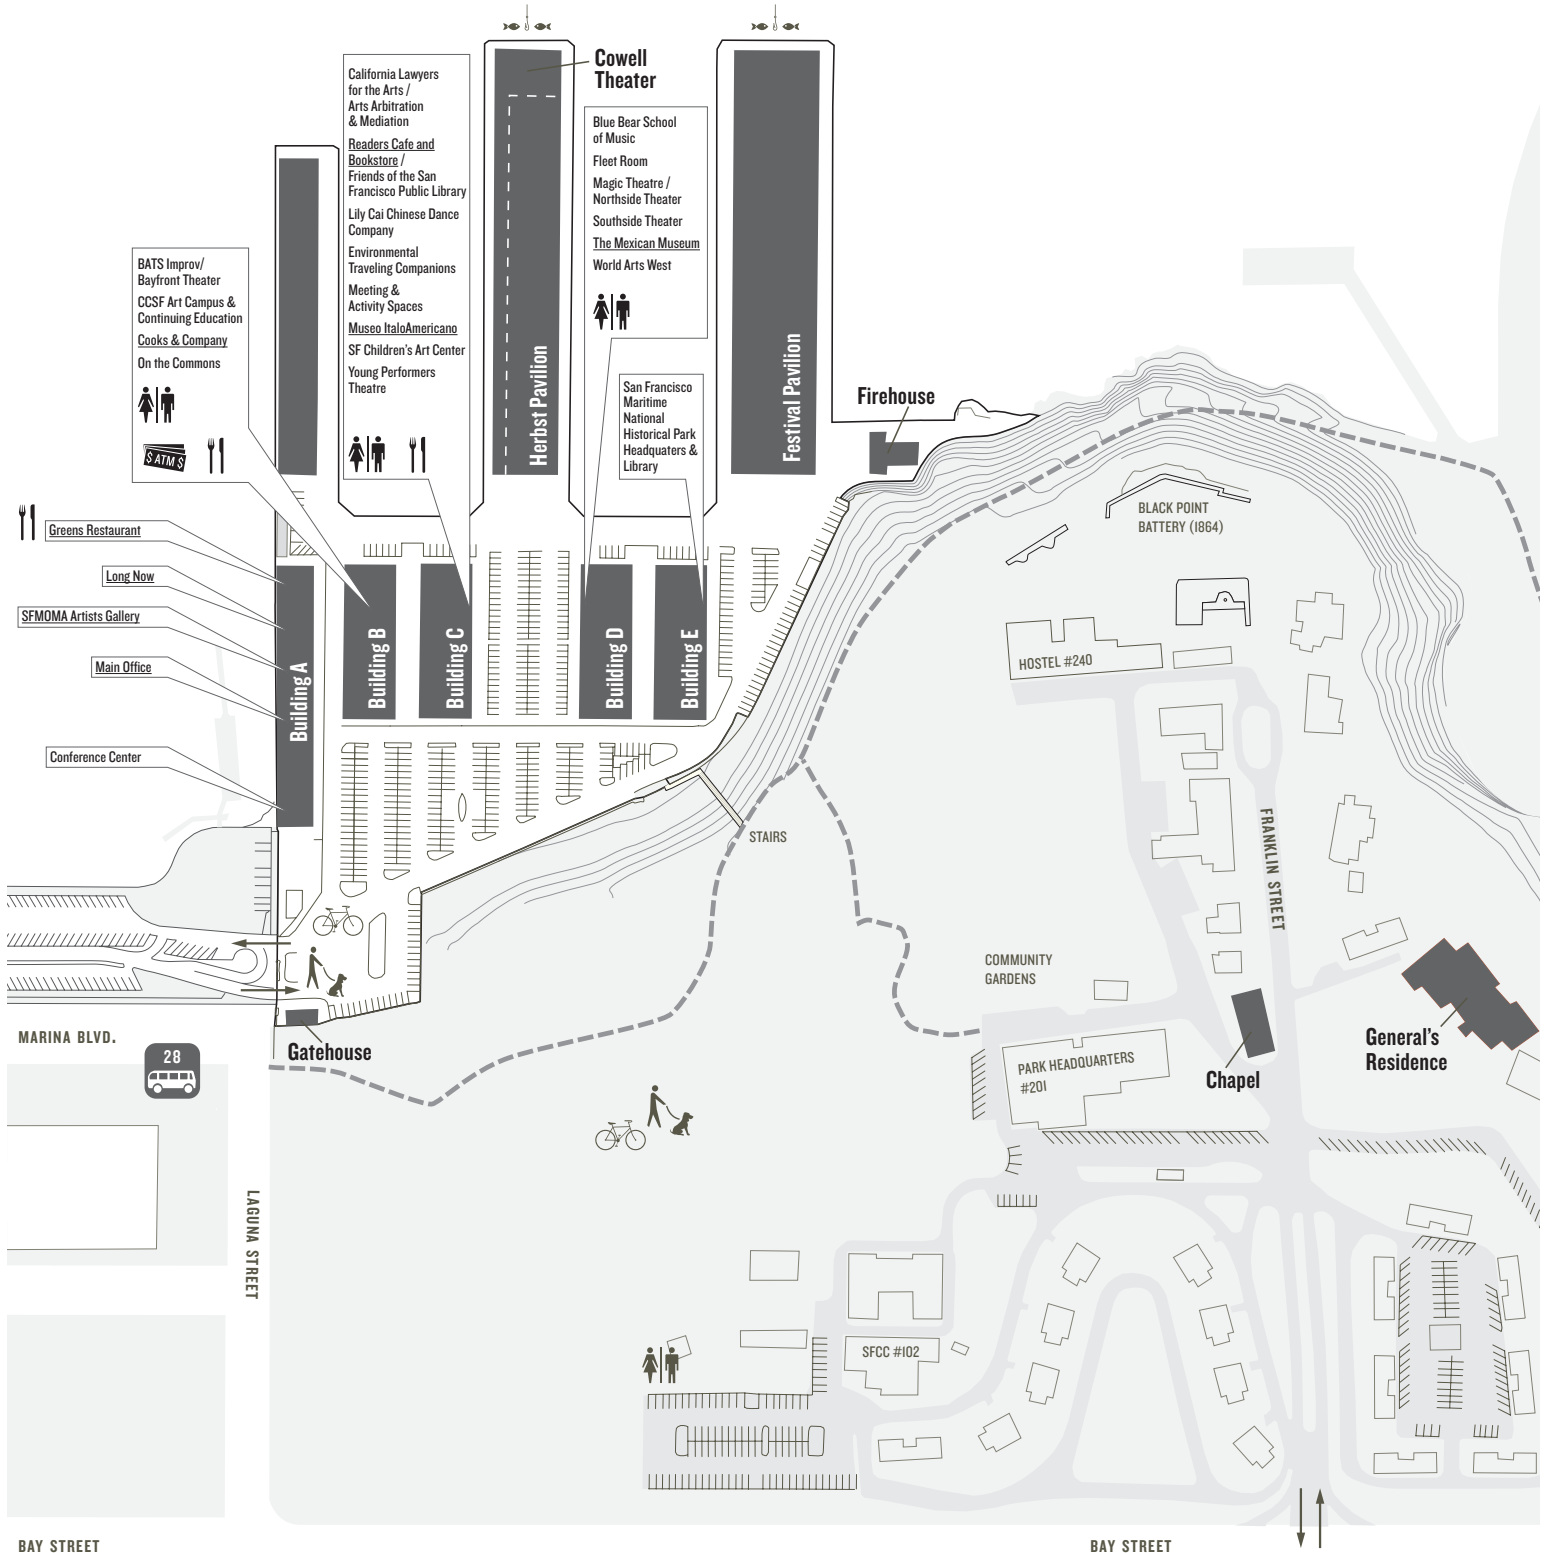 Cowell
Theater
California Lawyers
for the Arts /
Arts Arbitration
& Mediation
Readers Cafe and
Bookstore /
Friends of the San
Francisco Public Library
Lily Cai Chinese Dance
Company
Environmental
Traveling Companions
Meeting &
Activity Spaces
Museo ItaloAmericano
SF Children's Art Center
Young Performers
Theatre
Blue Bear School
of Music
Fleet Room
Magic Theatre /
Northside Theater
Southside Theater
The Mexican Museum
World Arts West
BATS Improv/
Bayfront Theater
CCSF Art Campus &
Continuing Education
Cooks & Company
On the Commons
$ ATM $
San Francisco
Maritime
National
Historical Park
Headquaters &
Library
Herbst Pavilion
Festival Pavilion
Firehouse
BLACK POINT
BATTERY (1864)
Greens Restaurant
Long Now
SFMOMA Artists Gallery
Main Office
Conference Center
Building A
Building B
Building C
Building D
Building E
HOSTEL #240
STAIRS
FRANKLIN STREET
COMMUNITY
GARDENS
MARINA BLVD.
28
Gatehouse
PARK HEADQUARTERS
#201
Chapel
General's
Residence
LAGUNA STREET
SFCC #102
BAY STREET
BAY STREET